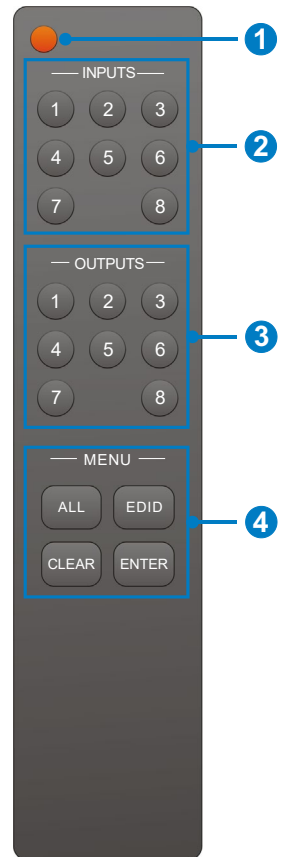 1
INPUTS
1 2 3
2
4 5 6
7 8
OUTPUTS
1 2 3
3
4 5 6
7 8
MENU
ALL EDID
4
CLEAR ENTER